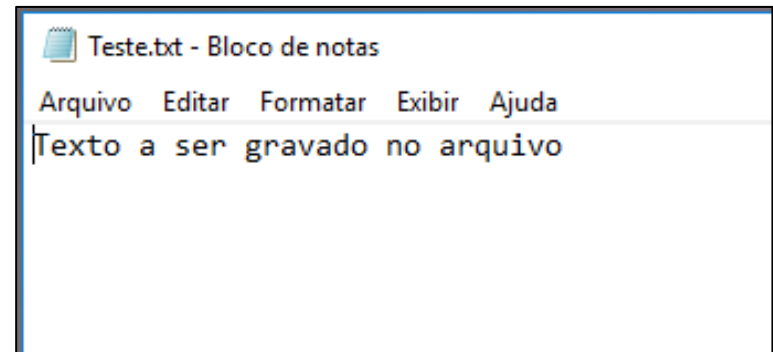 Teste.txt - Bloco de notas
Arquivo Editar Formatar Exibir Ajuda
Texto a ser gravado no arquivo